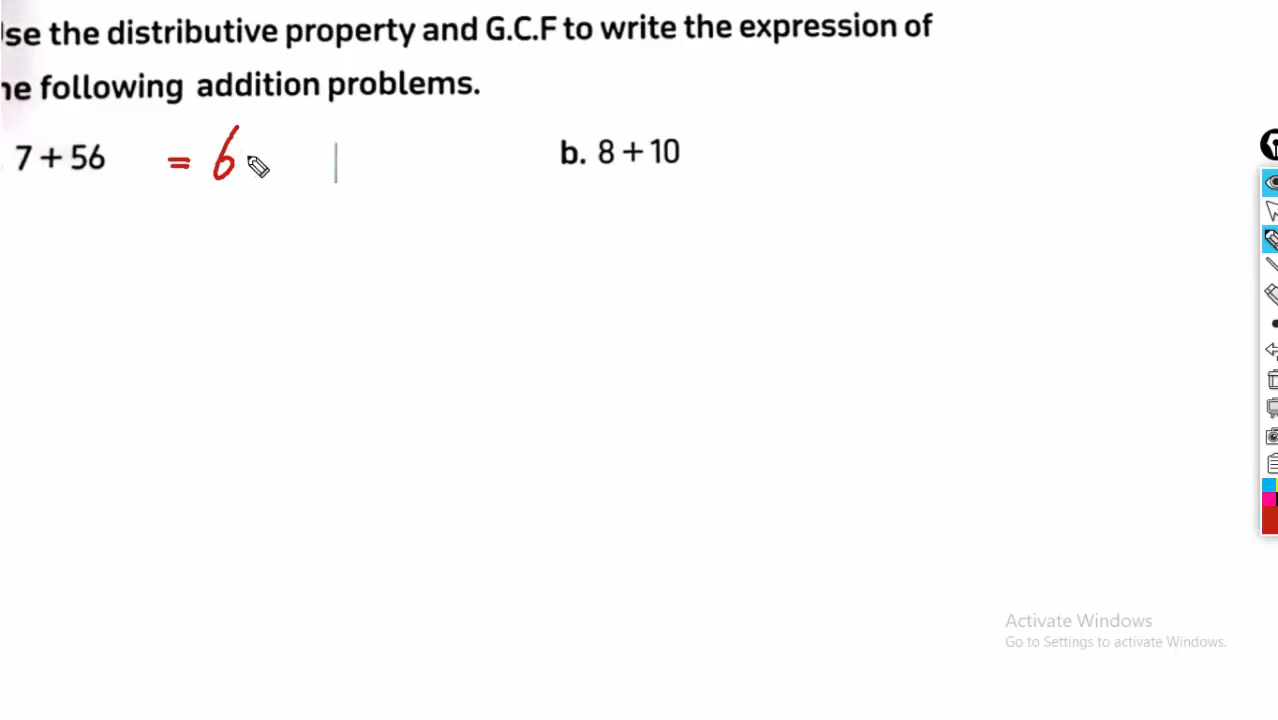 se the distributive property and G.C.F to write the expression of
he following addition problems.
7 + 56 = 6
b. 8 + 10
Activate Windows
Go to Settings to activate Windows.